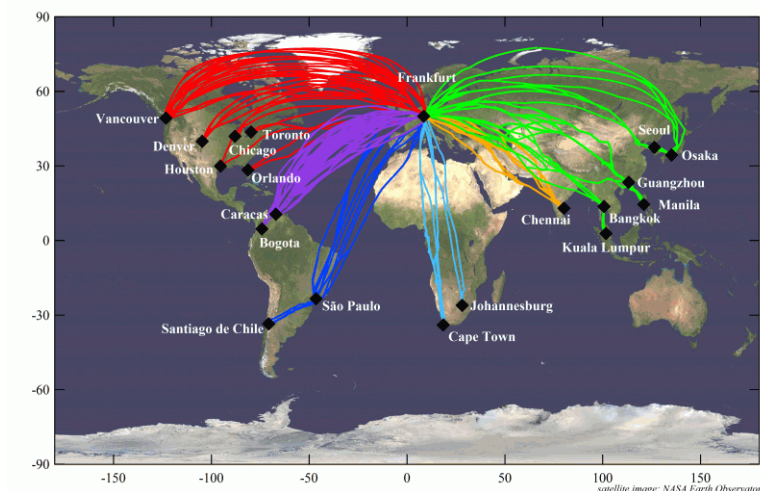 90
60
30
0
-30
-60
-90
Frankfurt
Vancouver
Seoul
Toronto
Denver
Chicago
Osaka
Houston
Orlando
Guangzhou
Manila
Caracas
Chennai
Bangkok
Bogota
Kuala Lumpur
São Paulo
Johannesburg
Santiago de Chile
Cape Town
-150 -100 -50 0 50 100 150
satellite image: NASA Earth Observator